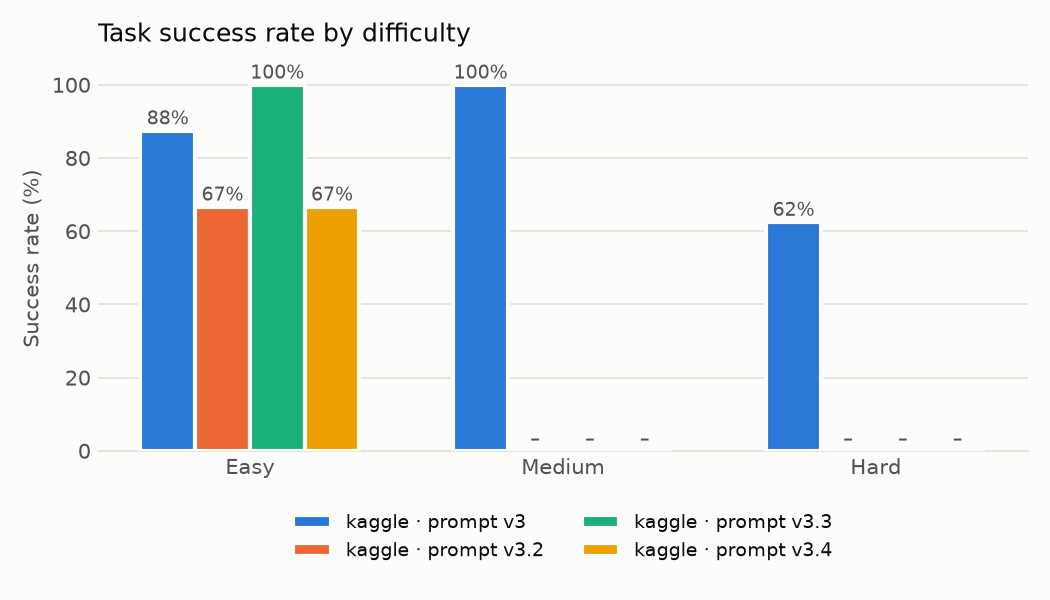 Task success rate by difficulty
100% 100%
100
88%
80
67% 67%
62%
60
40
20
- - - - - -
0
Success rate (%)
Easy Medium Hard
kaggle · prompt v3 kaggle · prompt v3.3
kaggle · prompt v3.2 kaggle · prompt v3.4